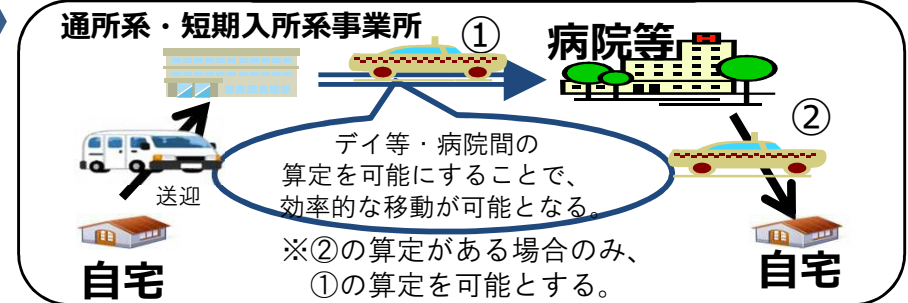 通所系・短期入所系事業所
①
病院等
②
デイ等・病院間の
算定を可能にすることで、
効率的な移動が可能となる。
送迎
※②の算定がある場合のみ、
①の算定を可能とする。
自宅
自宅